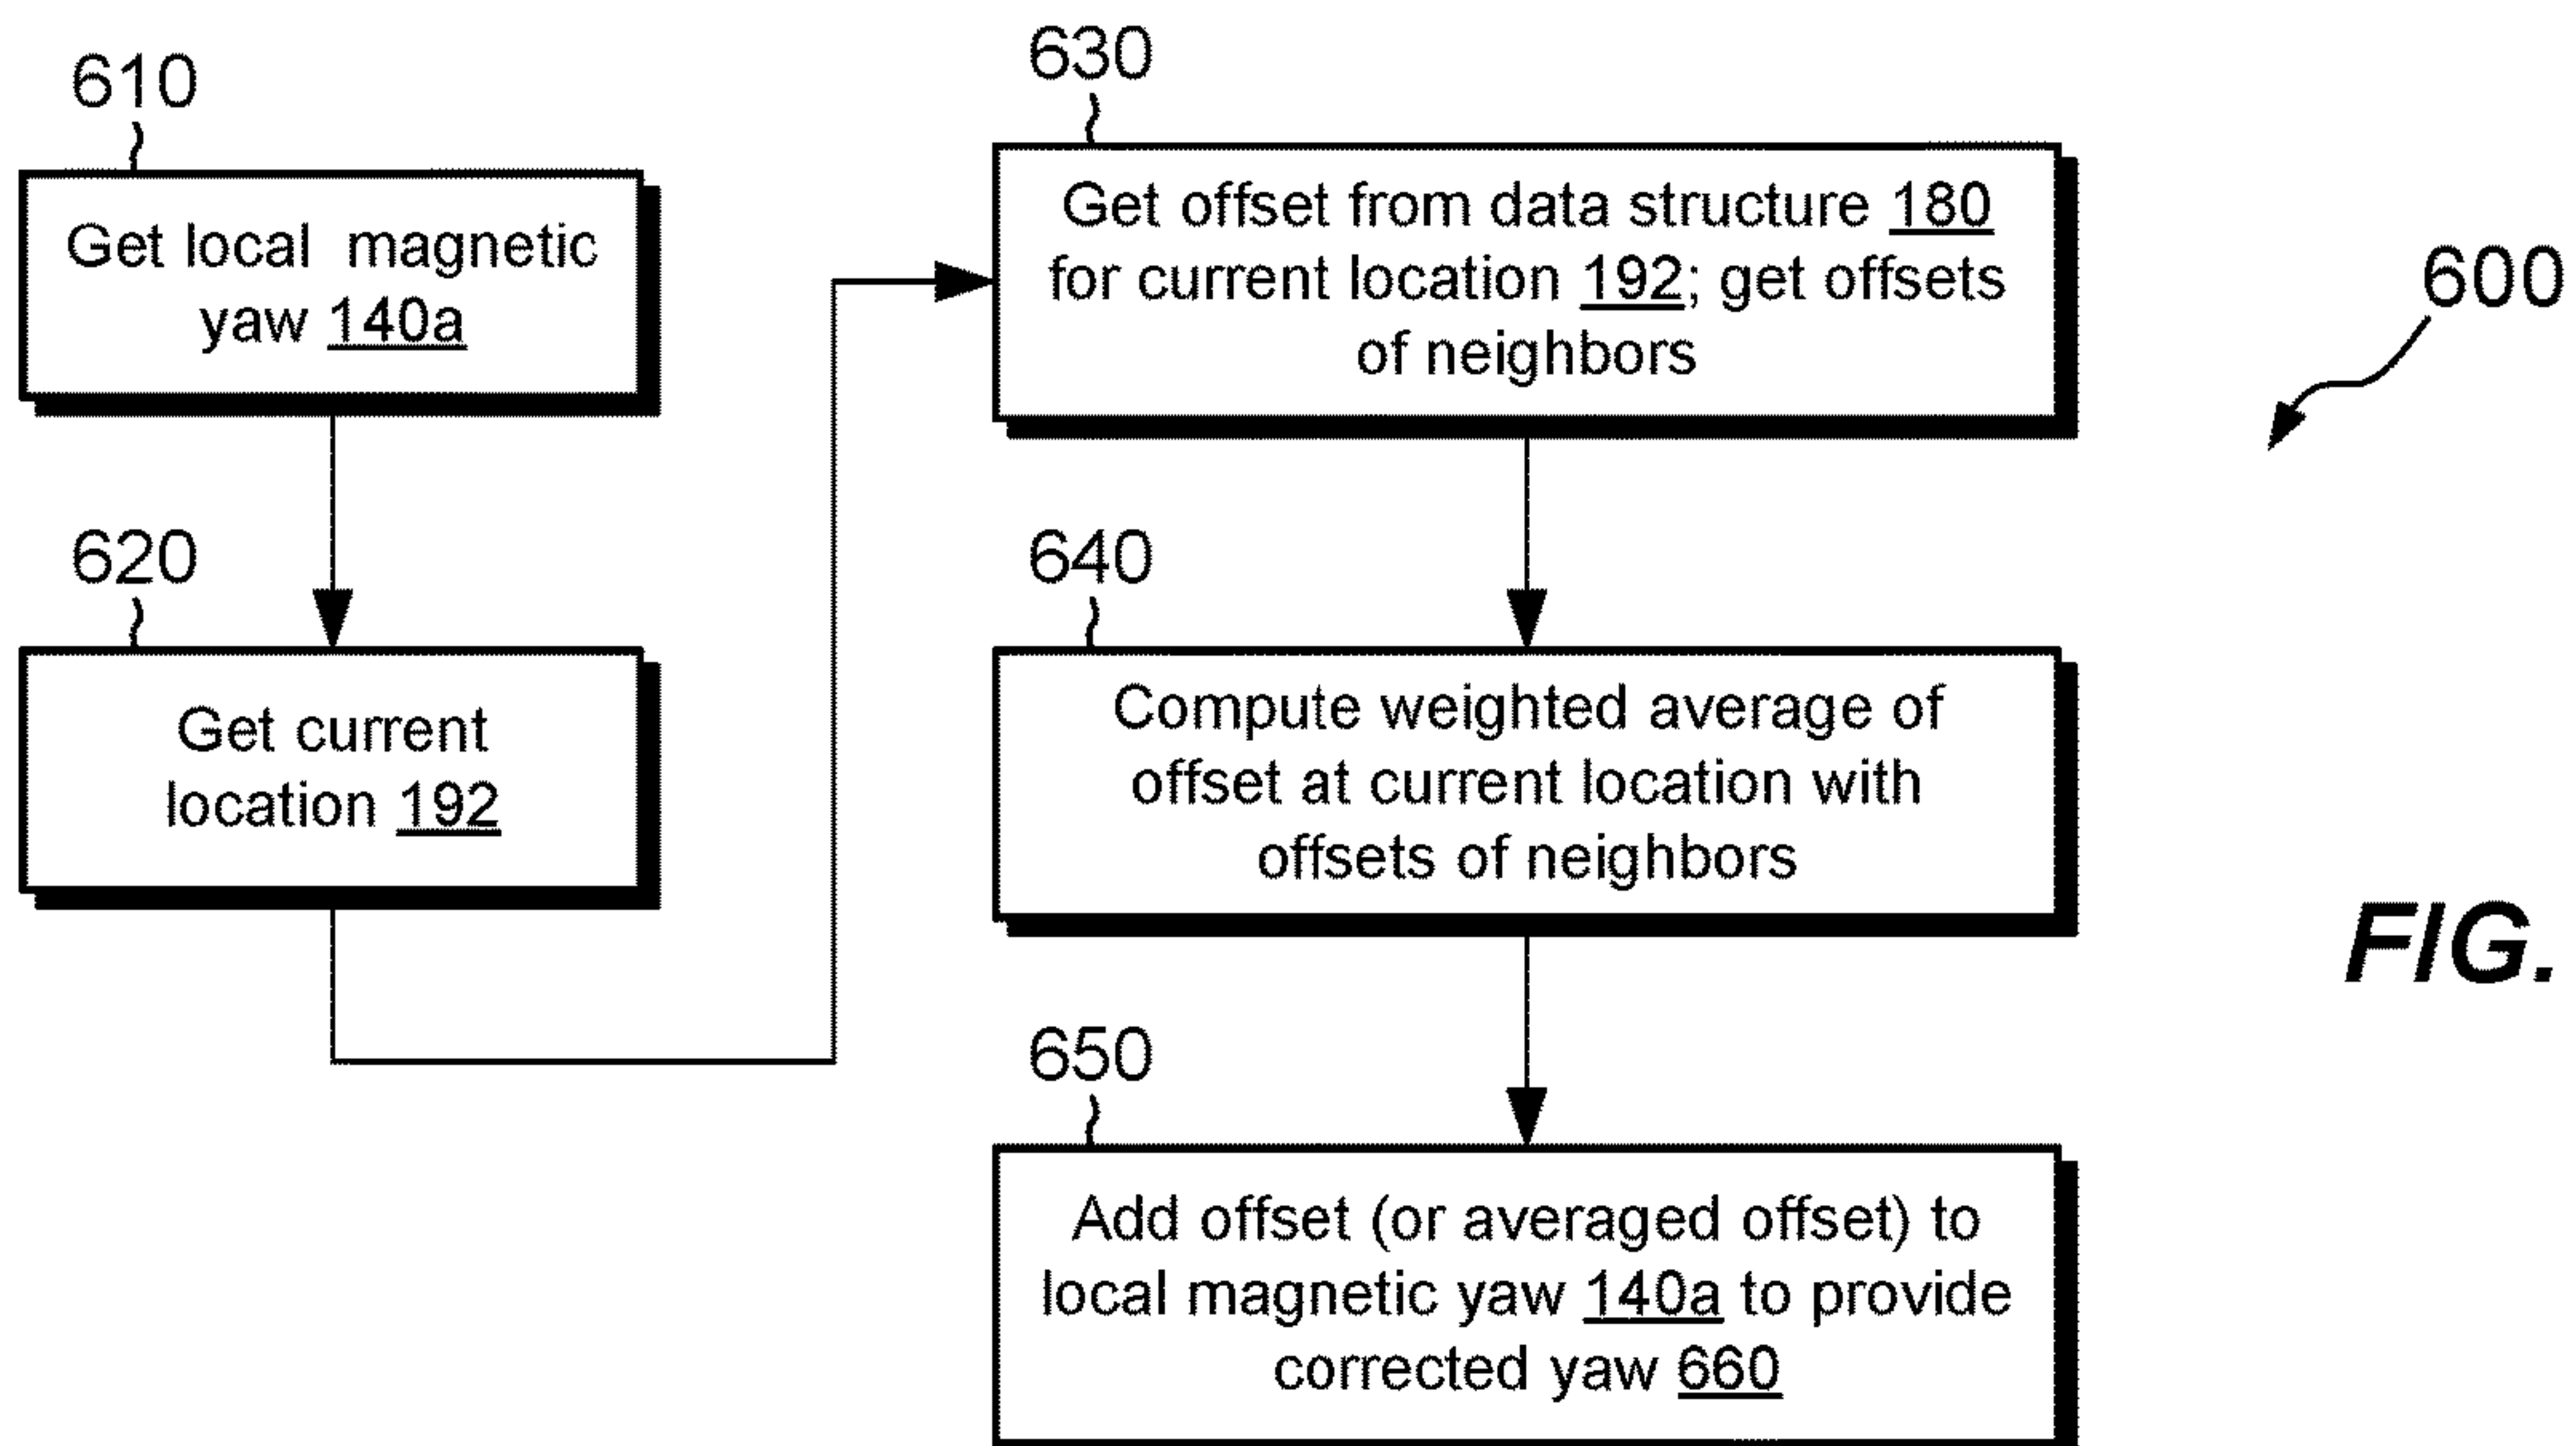 610
Get local magnetic
yaw 140a
620
Get current
location 192
630
Get offset from data structure 180
for current location 192; get offsets
of neighbors
640
Compute weighted average of
offset at current location with
offsets of neighbors
650
Add offset (or averaged offset) to
local magnetic yaw 140a to provide
corrected yaw 660
600
FIG.